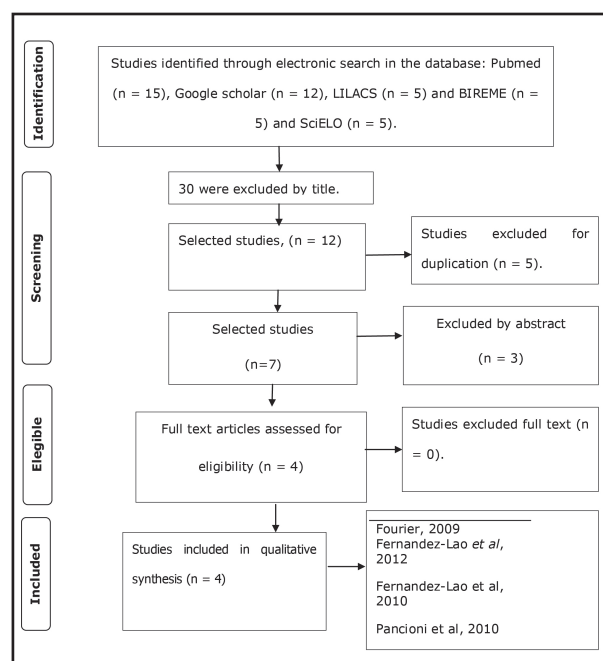 Identification
Studies identified through electronic search in the database: Pubmed
(n = 15), Google scholar (n = 12), LILACS (n = 5) and BIREME (n =
5) and SciELO (n = 5).
Screening
30 were excluded by title.
Selected studies, (n = 12)
Studies excluded for
duplication (n = 5).
Selected studies
(n=7)
Excluded by abstract
(n = 3)
Elegible
Full text articles assessed for
eligibility (n = 4)
Studies excluded full text (n
= 0).
Included
Studies included in qualitative
synthesis (n = 4)
Fourier, 2009
Fernandez-Lao et al,
2012
Fernandez-Lao et al,
2010
Pancioni et al, 2010